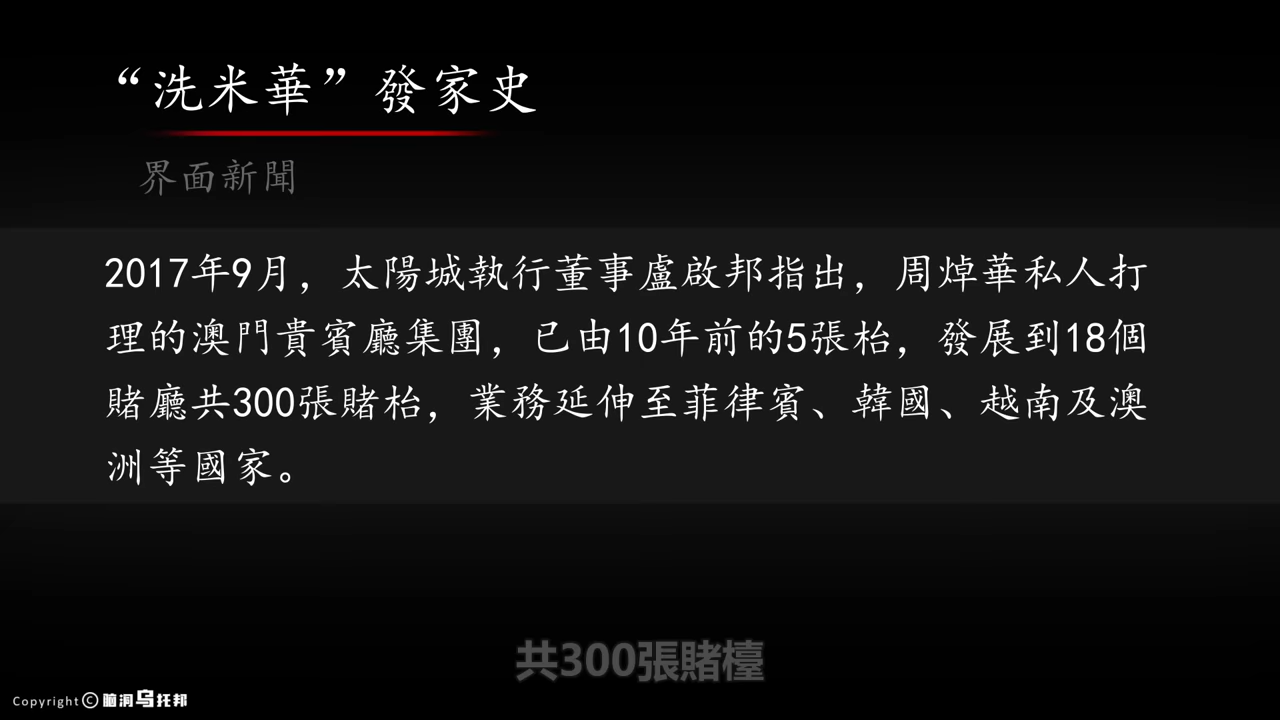 “洗米華”發家史
界面新聞
2017年9月，太陽城執行董事盧啟邦指出，周焯華私人打
理的澳門貴賓廳集團，已由10年前的5張枱，發展到18個
賭廳共300張賭枱，業務延伸至菲律賓、韓國、越南及澳
洲等國家。
共300張賭檯
Copyright©腦洞烏托邦